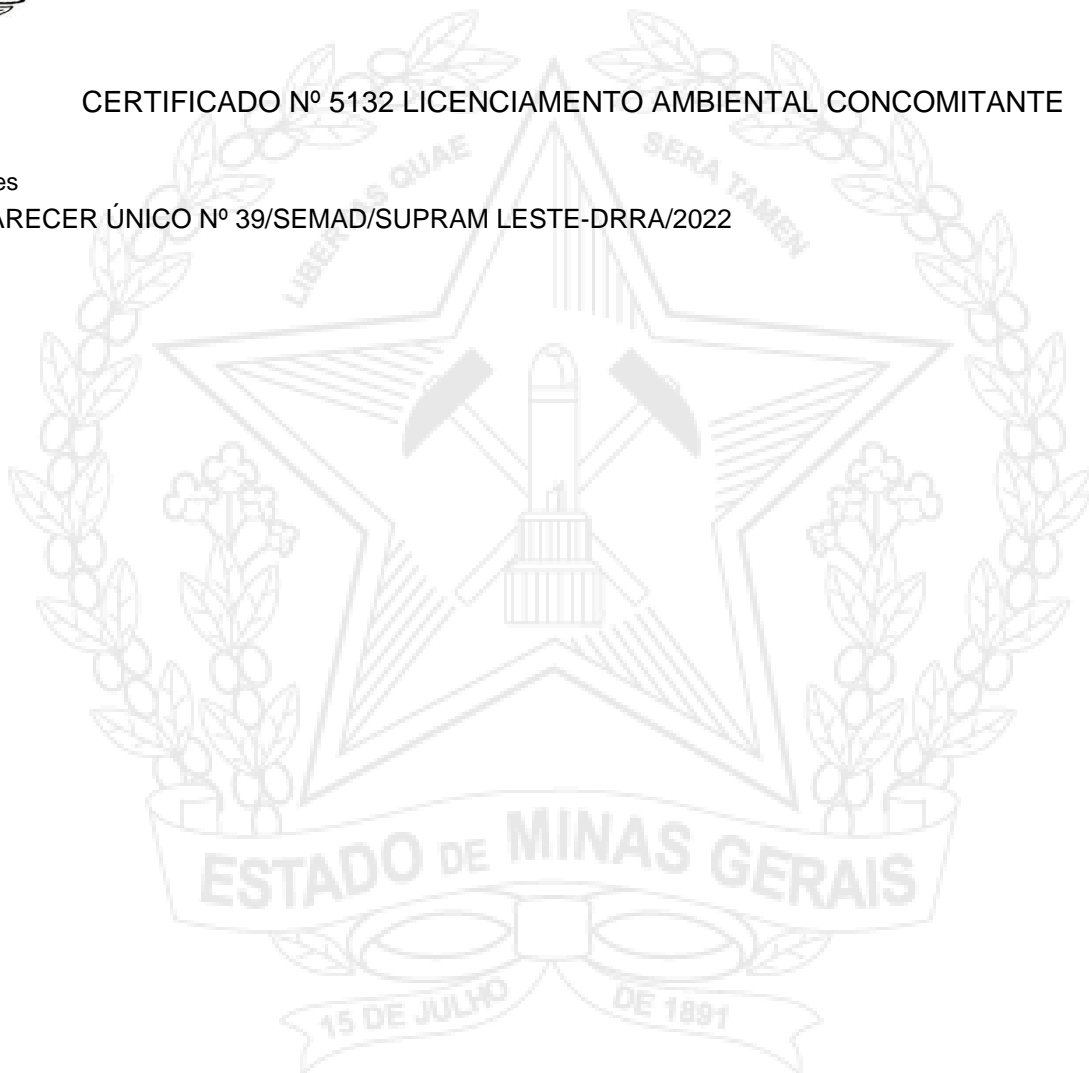 CERTIFICADO Nº 5132 LICENCIAMENTO AMBIENTAL CONCOMITANTE
es
ARECER ÚNICO Nº 39/SEMAD/SUPRAM LESTE-DRRA/2022
LIBERTAS QUAE SERA TAMEN
ESTADO DE MINAS GERAIS
15 DE JULHO DE 1891